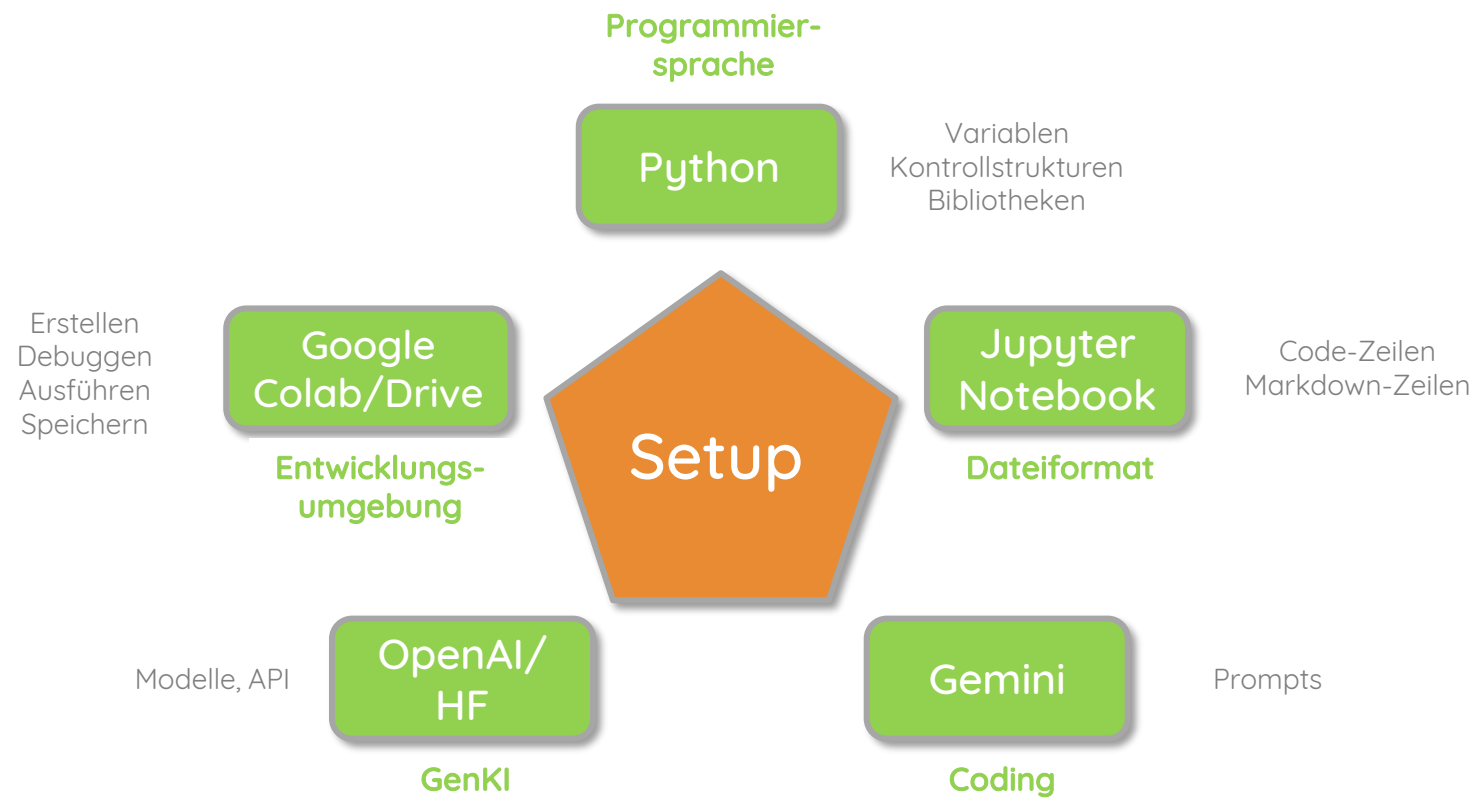 Programmier-
sprache
Python
Variablen
Kontrollstrukturen
Bibliotheken
Erstellen
Debuggen
Ausführen
Speichern
Google
Colab/Drive
Entwicklungs-
umgebung
Setup
Jupyter
Notebook
Dateiformat
Code-Zeilen
Markdown-Zeilen
Modelle, API
OpenAI/
HF
GenKI
Gemini
Coding
Prompts